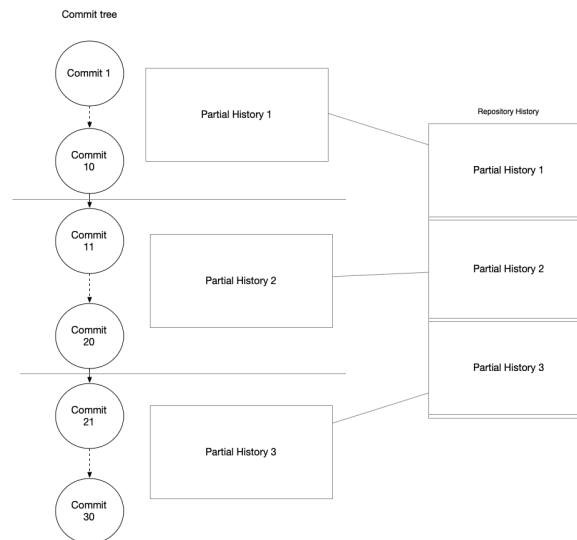 Commit tree
Commit 1
Commit
10
Commit
11
Commit
20
Commit
21
Commit
30
Partial History 1
Partial History 2
Partial History 3
Repository History
Partial History 1
Partial History 2
Partial History 3